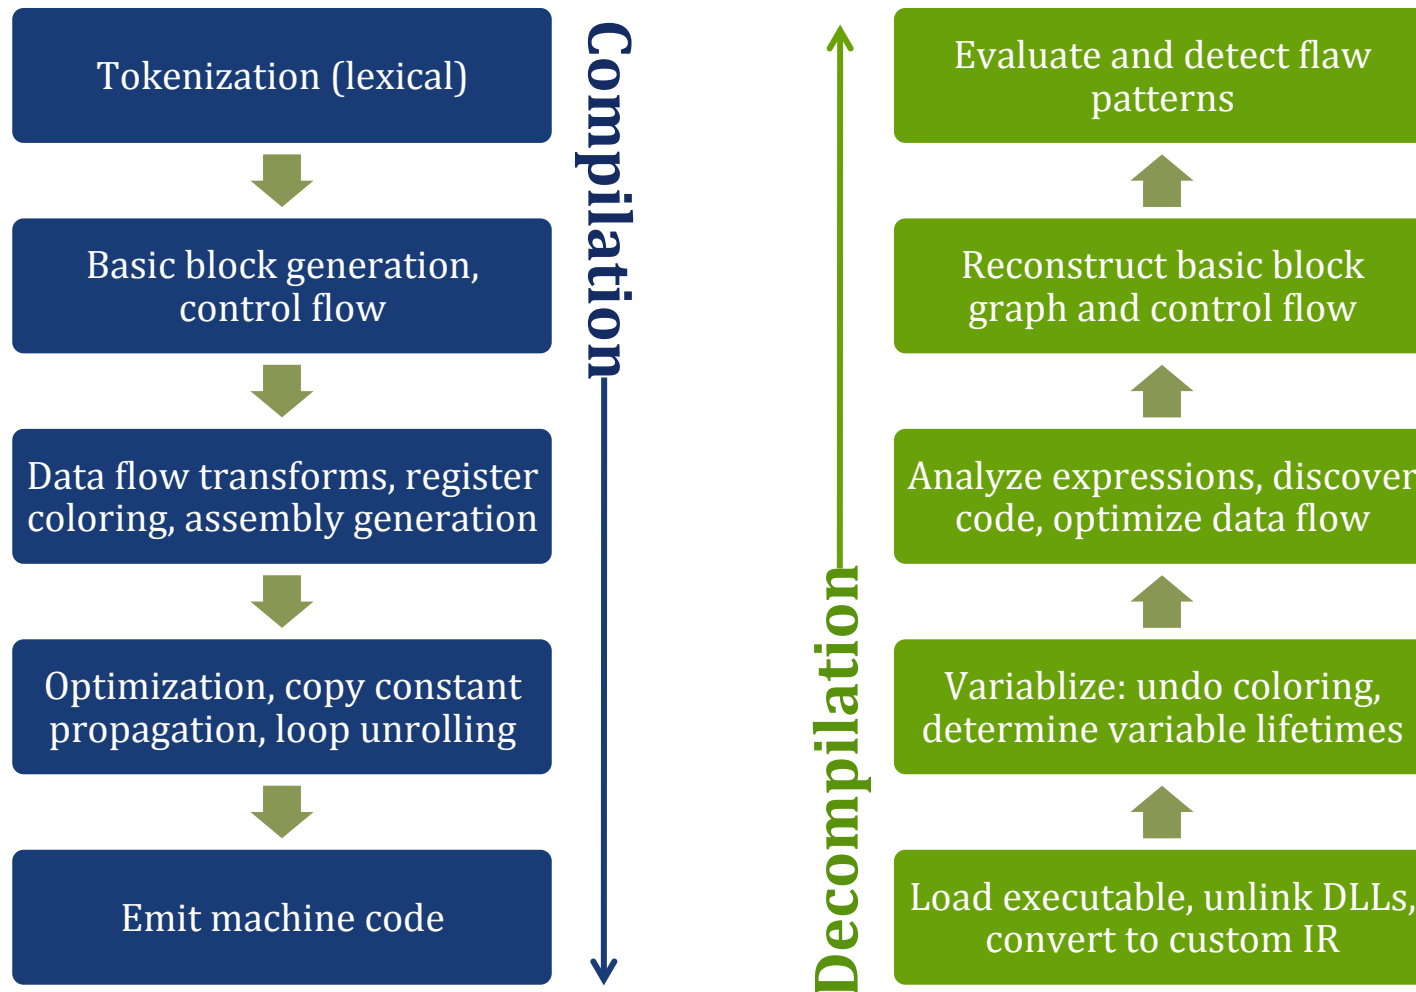 Tokenization (lexical)
Basic block generation,
control flow
Data flow transforms, register
coloring, assembly generation
Optimization, copy constant
propagation, loop unrolling
Emit machine code
Compilation
Decompilation
Evaluate and detect flaw
patterns
Reconstruct basic block
graph and control flow
Analyze expressions, discover
code, optimize data flow
Variablize: undo coloring,
determine variable lifetimes
Load executable, unlink DLLs,
convert to custom IR